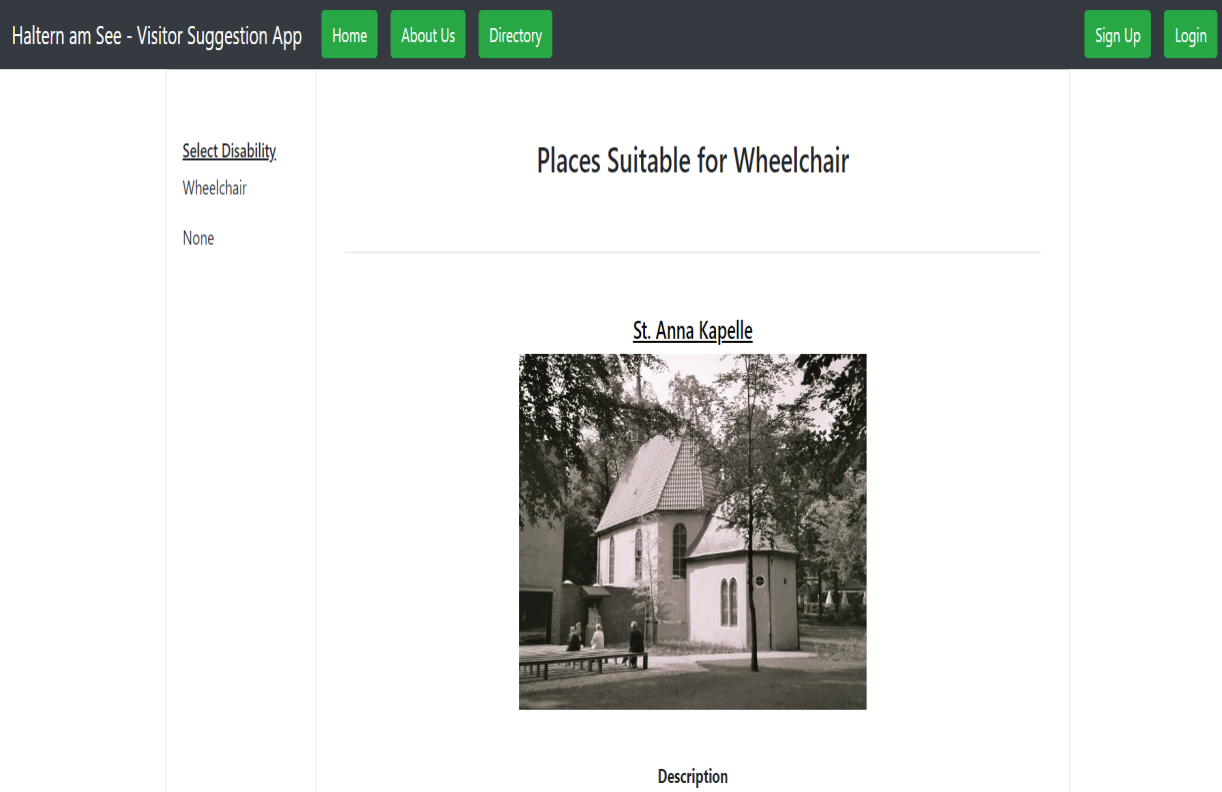 Haltern am See - Visitor Suggestion App Home About Us Directory Sign Up Login
Select Disability
Wheelchair
None
Places Suitable for Wheelchair
St. Anna Kapelle
Description